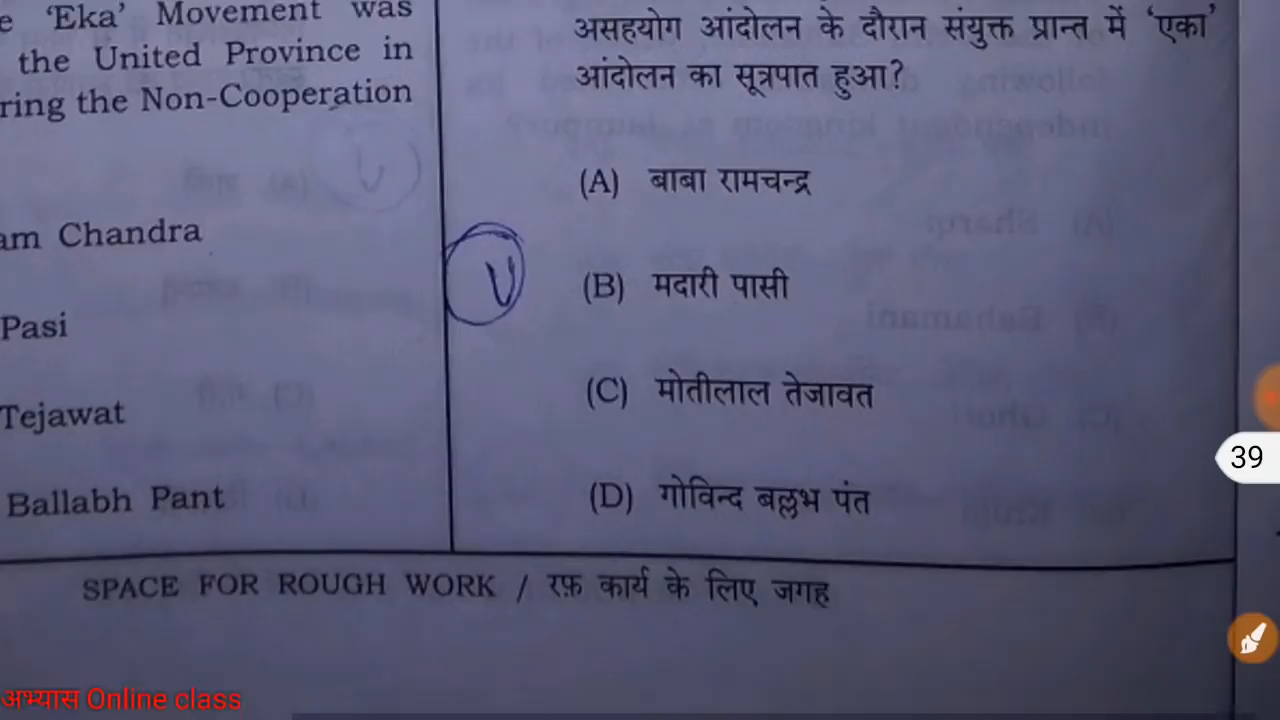 'Eka' Movement was
the United Province in
ring the Non-Cooperation
am Chandra
Pasi
Tejawat
Ballabh Pant
असहयोग आंदोलन के दौरान संयुक्त प्रान्त में 'एका'
आंदोलन का सूत्रपात हुआ?
(A) बाबा रामचन्द्र
(B) मदारी पासी
(C) मोतीलाल तेजावत
(D) गोविन्द बल्लभ पंत
SPACE FOR ROUGH WORK / रफ़ कार्य के लिए जगह
39
अभ्यास Online class